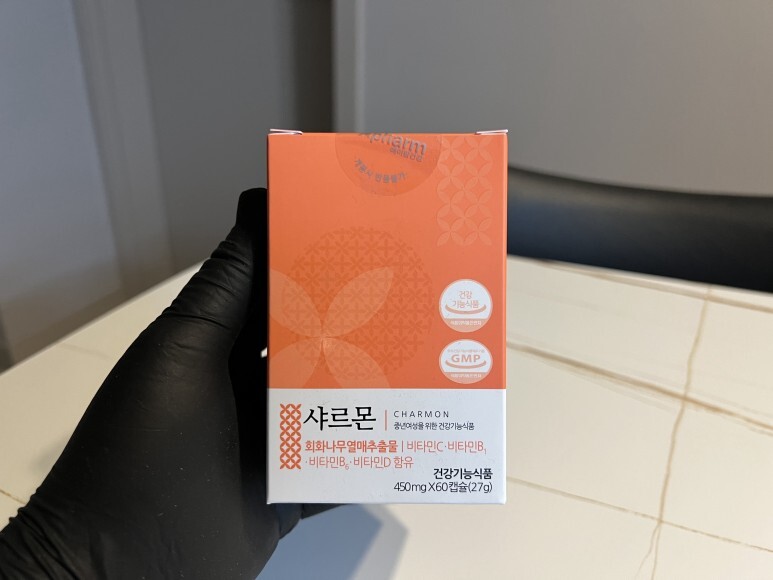 건강
기능식품
GMP
샤르몬
CHARMON
중년여성을 위한 건강기능식품
회화나무열매추출물 | 비타민C·비타민B₁
·비타민B₆·비타민D 함유
건강기능식품
450mg X60캡슐(27g)